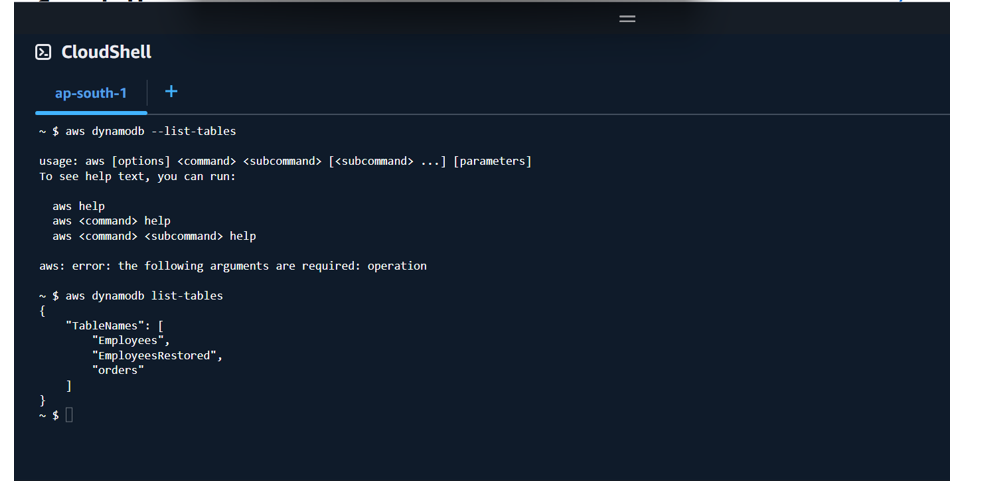 CloudShell
ap-south-1 +
~ $ aws dynamodb --list-tables
usage: aws [options] <command> <subcommand> [<subcommand> ...] [parameters]
To see help text, you can run:
aws help
aws <command> help
aws <command> <subcommand> help
aws: error: the following arguments are required: operation
~ $ aws dynamodb list-tables
{
"TableNames": [
"Employees",
"EmployeesRestored",
"orders"
]
}
~ $